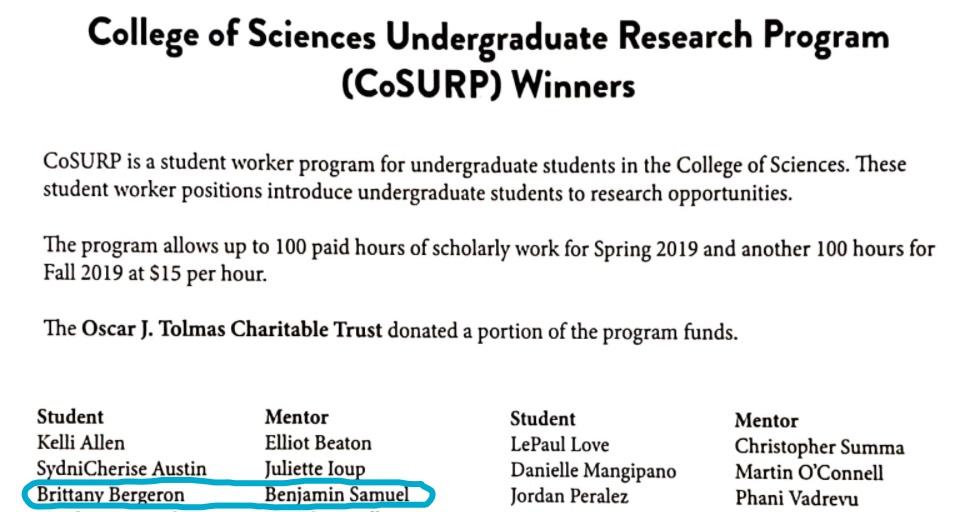 College of Sciences Undergraduate Research Program
(CoSURP) Winners
CoSURP is a student worker program for undergraduate students in the College of Sciences. These
student worker positions introduce undergraduate students to research opportunities.
The program allows up to 100 paid hours of scholarly work for Spring 2019 and another 100 hours for
Fall 2019 at $15 per hour.
The Oscar J. Tolmas Charitable Trust donated a portion of the program funds.
Student Mentor Student Mentor
Kelli Allen Elliot Beaton LePaul Love Christopher Summa
SydniCherise Austin Juliette Ioup Danielle Mangipano Martin O'Connell
Brittany Bergeron Benjamin Samuel Jordan Peralez Phani Vadrevu